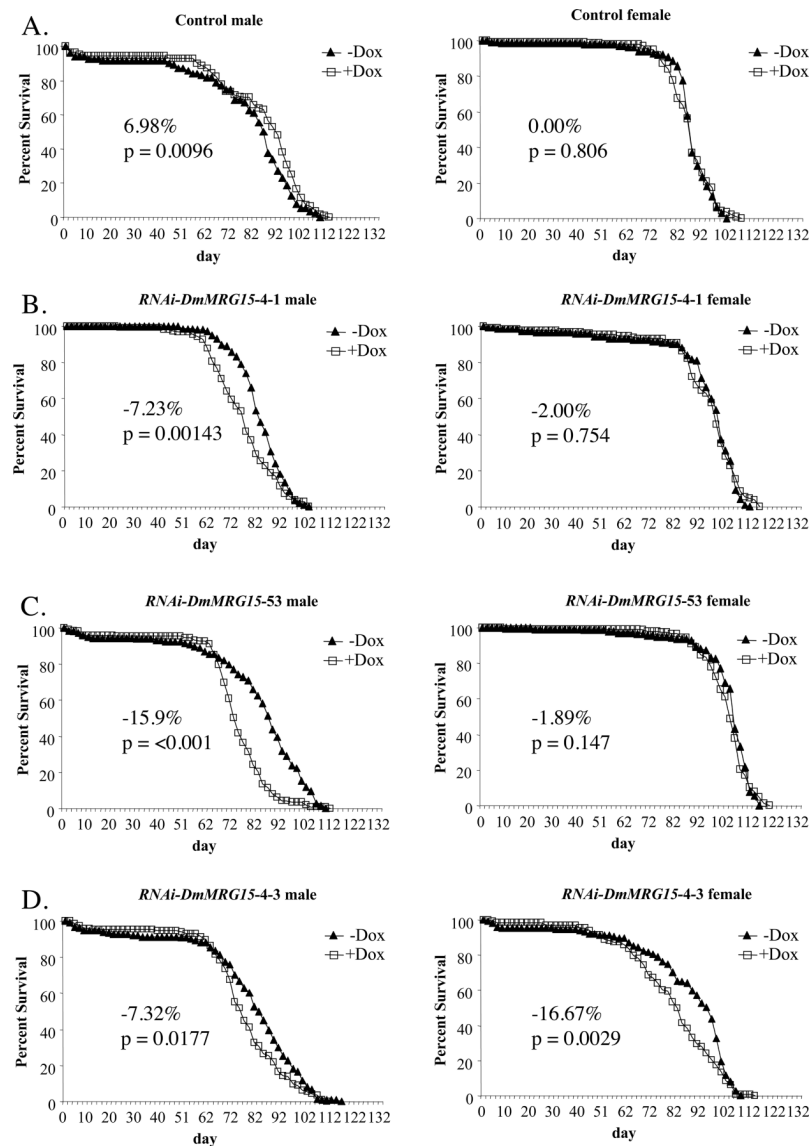 A.
Control male
Percent Survival
100
80
60
40
20
0
-Dox
+Dox
6.98%
p = 0.0096
0 10 20 30 40 51 62 72 82 92 102 112 122 132
day
Control female
Percent Survival
100
80
60
40
20
0
-Dox
+Dox
0.00%
p = 0.806
0 10 20 30 40 51 62 72 82 92 102 112 122 132
day
B.
RNAi-DmMRG15-4-1 male
Percent Survival
100
80
60
40
20
0
-Dox
+Dox
-7.23%
p = 0.00143
0 10 20 30 40 51 62 72 82 92 102 112 122 132
day
RNAi-DmMRG15-4-1 female
Percent Survival
100
80
60
40
20
0
-Dox
+Dox
-2.00%
p = 0.754
0 10 20 30 40 51 62 72 82 92 102 112 122 132
day
C.
RNAi-DmMRG15-53 male
Percent Survival
100
80
60
40
20
0
-Dox
+Dox
-15.9%
p = <0.001
0 10 20 30 40 51 62 72 82 92 102 112 122 132
day
RNAi-DmMRG15-53 female
Percent Survival
100
80
60
40
20
0
-Dox
+Dox
-1.89%
p = 0.147
0 10 20 30 40 51 62 72 82 92 102 112 122 132
day
D.
RNAi-DmMRG15-4-3 male
Percent Survival
100
80
60
40
20
0
-Dox
+Dox
-7.32%
p = 0.0177
0 10 20 30 40 51 62 72 82 92 102 112 122 132
day
RNAi-DmMRG15-4-3 female
Percent Survival
100
80
60
40
20
0
-Dox
+Dox
-16.67%
p = 0.0029
0 10 20 30 40 51 62 72 82 92 102 112 122 132
day